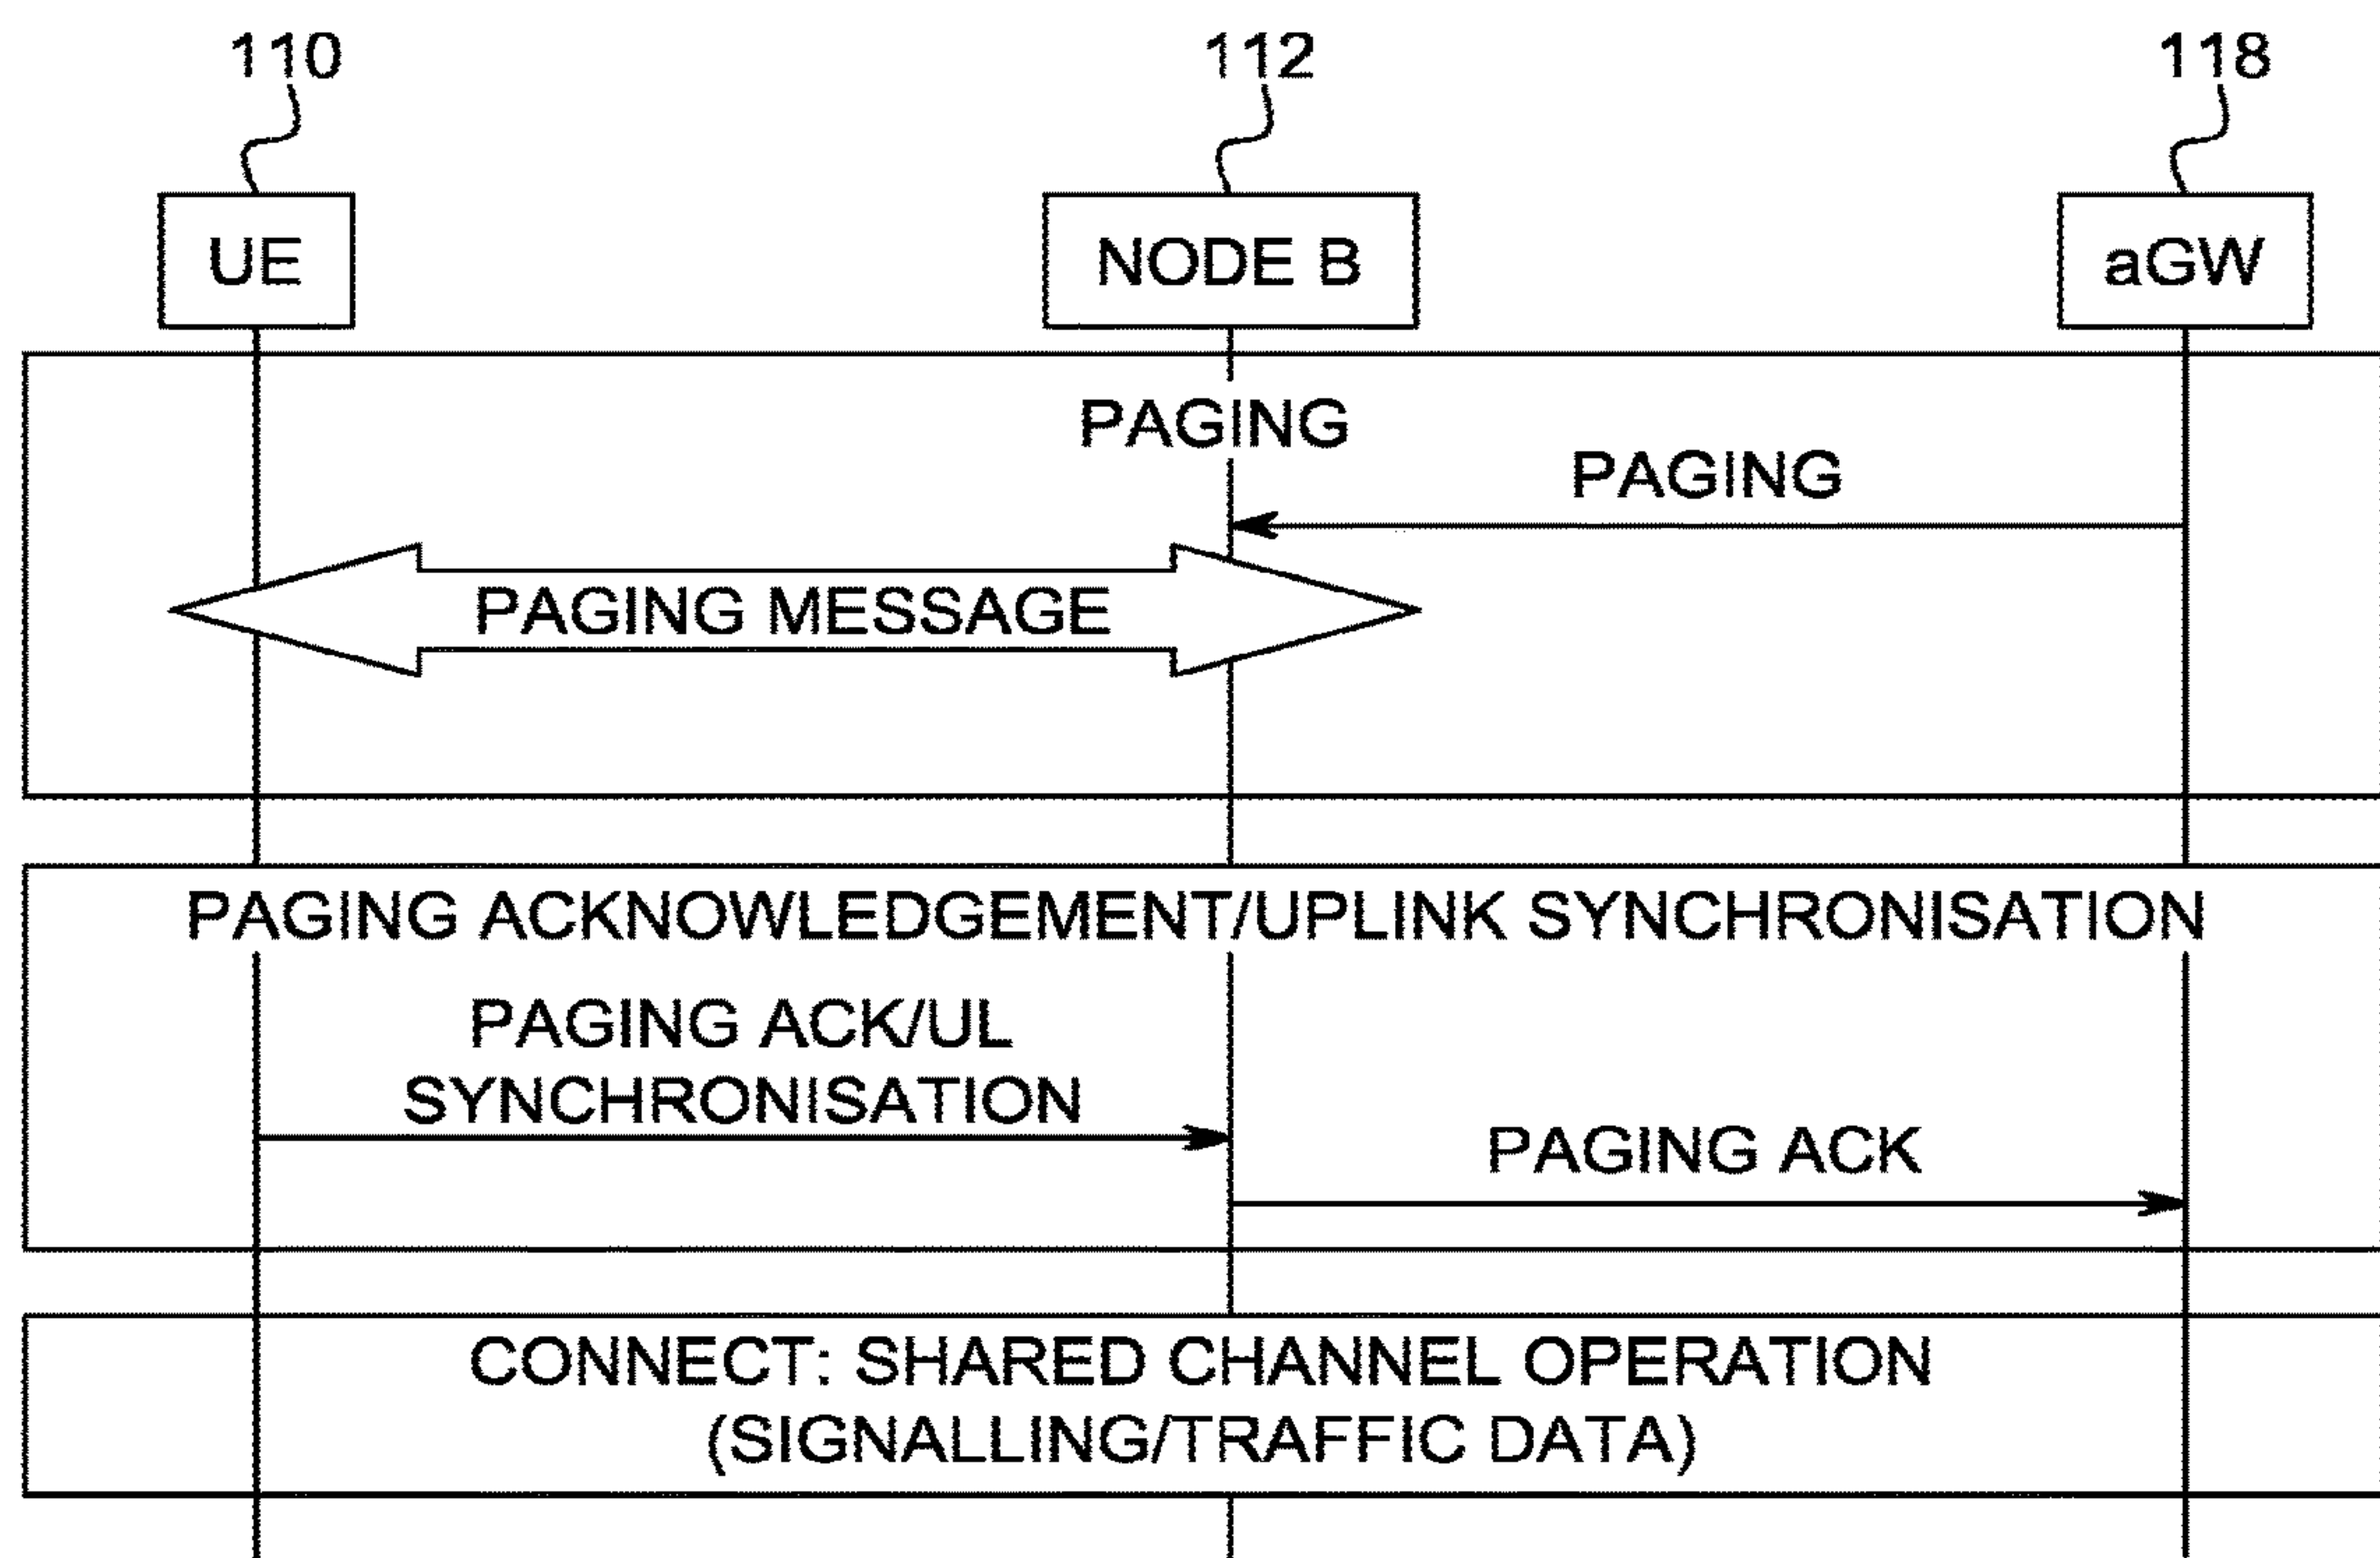 110
112
118
UE
NODE B
aGW
PAGING
PAGING
PAGING MESSAGE
PAGING ACKNOWLEDGEMENT/UPLINK SYNCHRONISATION
PAGING ACK/UL
SYNCHRONISATION
PAGING ACK
CONNECT: SHARED CHANNEL OPERATION
(SIGNALLING/TRAFFIC DATA)